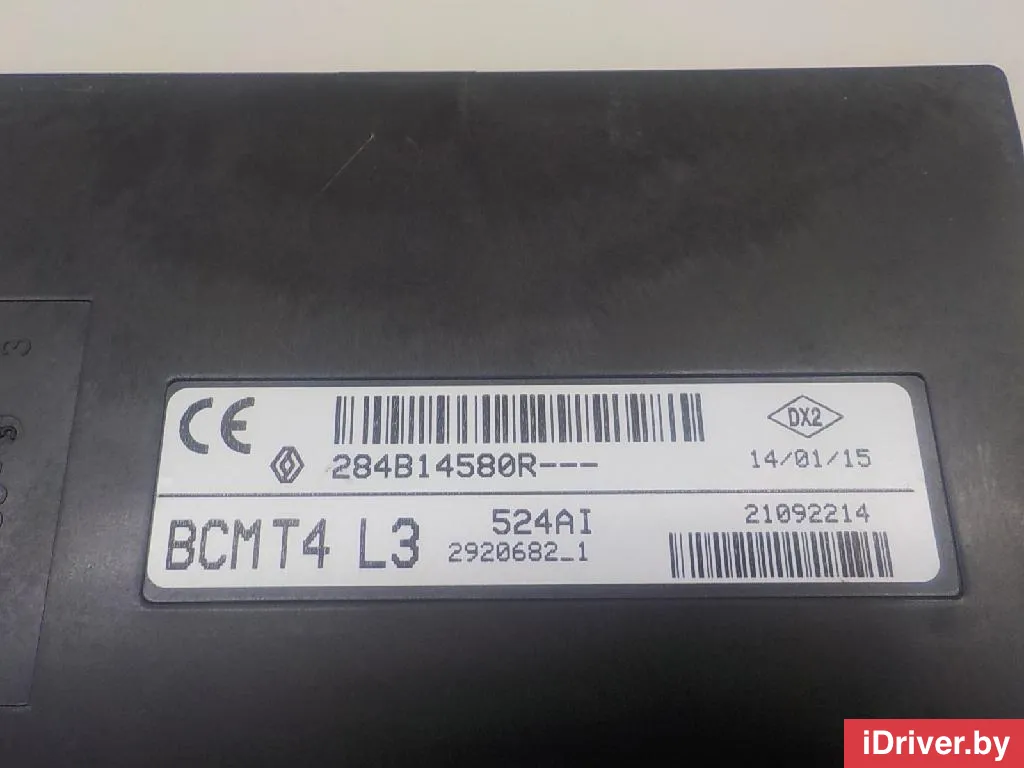 CE
DX2
284B14580R---
14/01/15
BCMT4 L3
524AI
2920682_1
21092214
iDriver.by